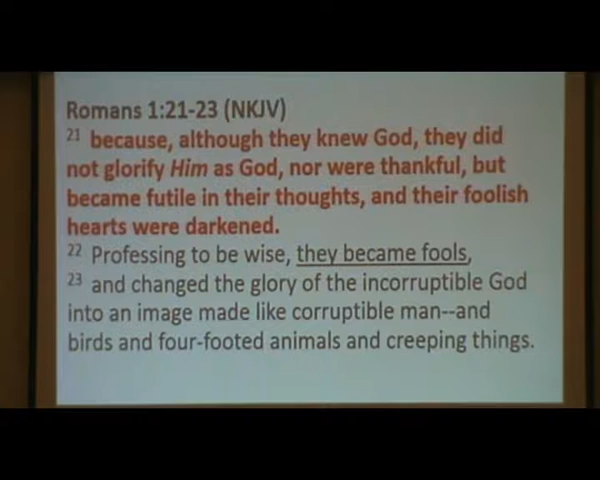 Romans 1:21-23 (NKJV)
21 because, although they knew God, they did
not glorify Him as God, nor were thankful, but
became futile in their thoughts, and their foolish
hearts were darkened.
22 Professing to be wise, they became fools,
23 and changed the glory of the incorruptible God
into an image made like corruptible man--and
birds and four-footed animals and creeping things.